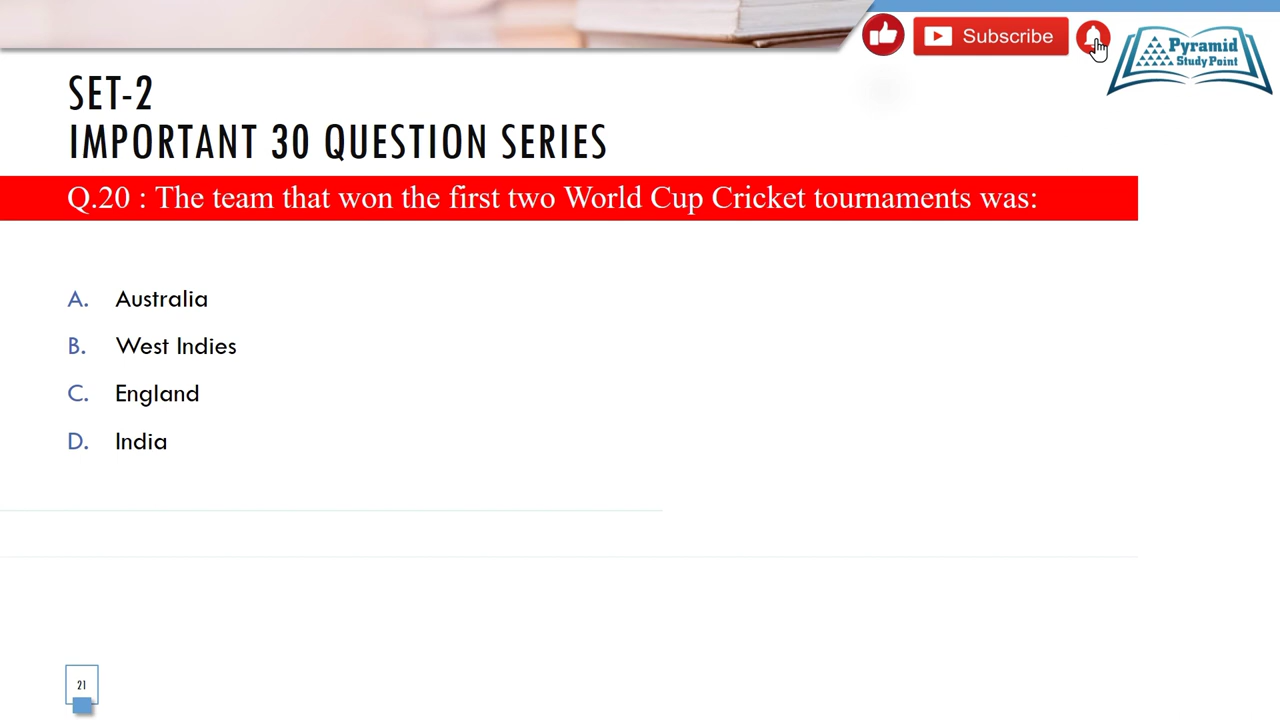 Subscribe
Pyramid
Study Point
SET-2
IMPORTANT 30 QUESTION SERIES
Q.20 : The team that won the first two World Cup Cricket tournaments was:
A. Australia
B. West Indies
C. England
D. India
21